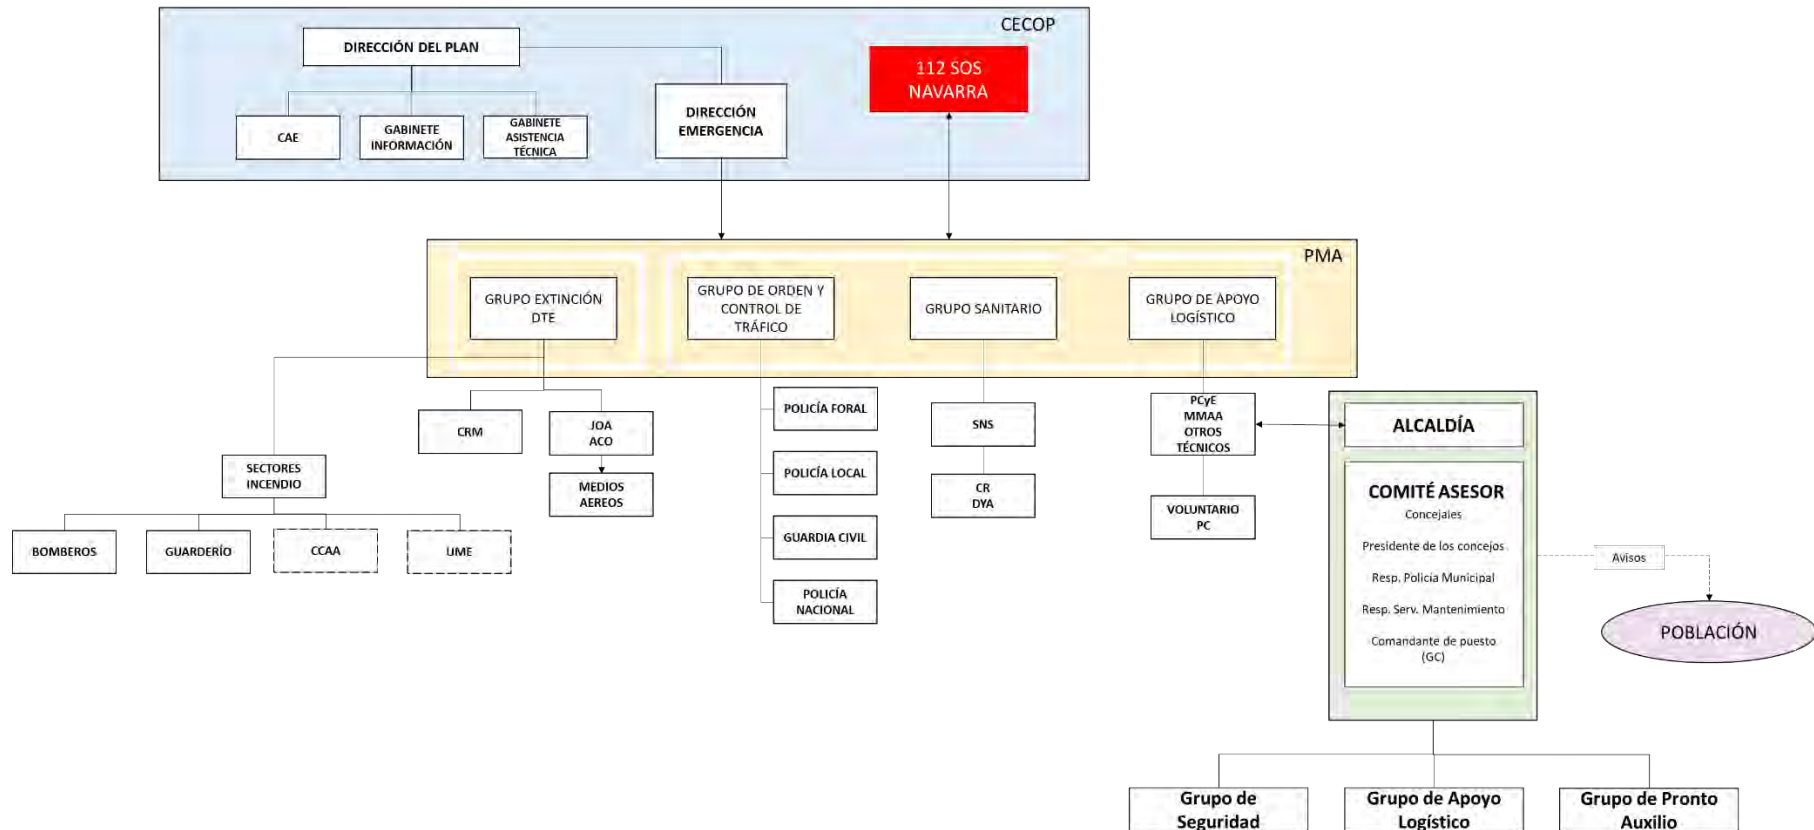 CECOP
DIRECCIÓN DEL PLAN
112 SOS
NAVARRA
DIRECCIÓN
EMERGENCIA
CAE
GABINETE
INFORMACIÓN
GABINETE
ASISTENCIA
TÉCNICA
PMA
GRUPO EXTINCIÓN
DTE
GRUPO DE ORDEN Y
CONTROL DE
TRÁFICO
GRUPO SANITARIO
GRUPO DE APOYO
LOGÍSTICO
CRM
JOA
ACO
MEDIOS
AEREOS
SECTORES
INCENDIO
BOMBEROS
GUARDERÍO
CCAA
UME
POLICÍA FORAL
POLICÍA LOCAL
GUARDIA CIVIL
POLICÍA
NACIONAL
SNS
CR
DYA
PCyE
MMAA
OTROS
TÉCNICOS
VOLUNTARIO
PC
ALCALDÍA
COMITÉ ASESOR
Concejales
Presidente de los concejos
Resp. Policía Municipal
Resp. Serv. Mantenimiento
Comandante de puesto
(GC)
Avisos
POBLACIÓN
Grupo de
Seguridad
Grupo de Apoyo
Logístico
Grupo de Pronto
Auxilio